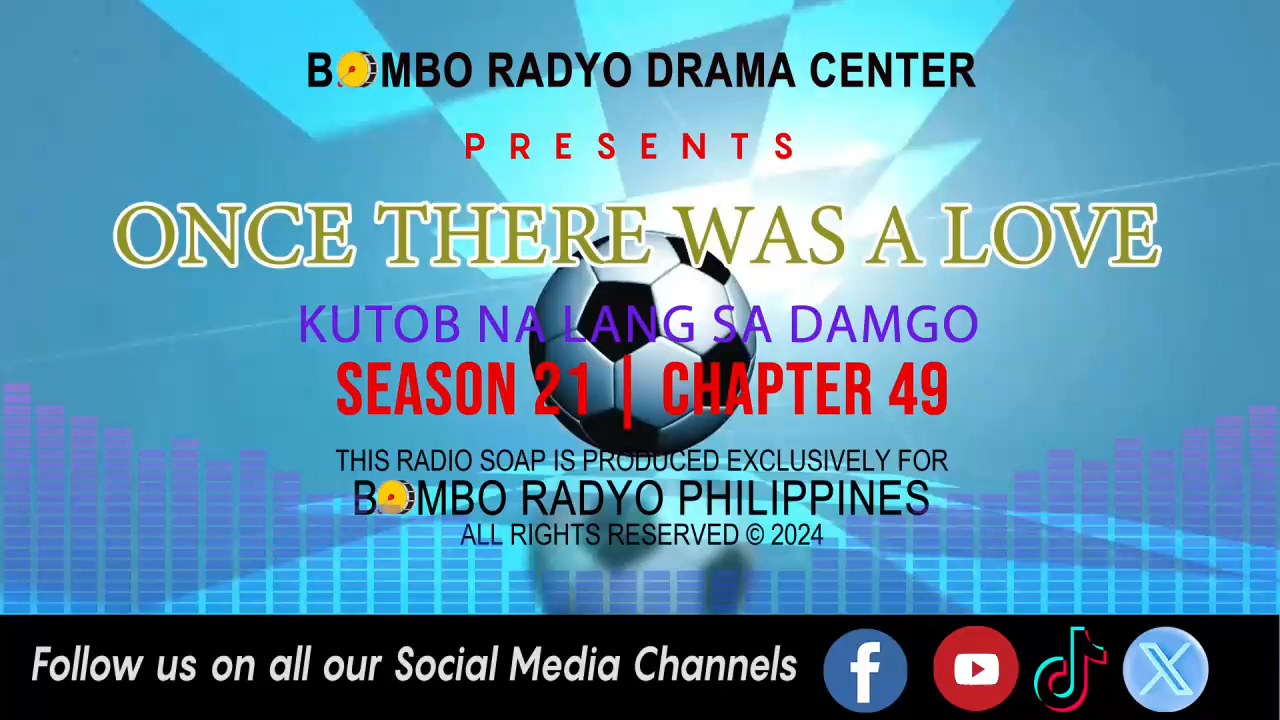 BOMBO RADYO DRAMA CENTER
PRESENTS
ONCE THERE WAS A LOVE
KUTOB NA LANG SA DAMGO
SEASON 21 | CHAPTER 49
THIS RADIO SOAP IS PRODUCED EXCLUSIVELY FOR
BOMBO RADYO PHILIPPINES
ALL RIGHTS RESERVED © 2024
Follow us on all our Social Media Channels